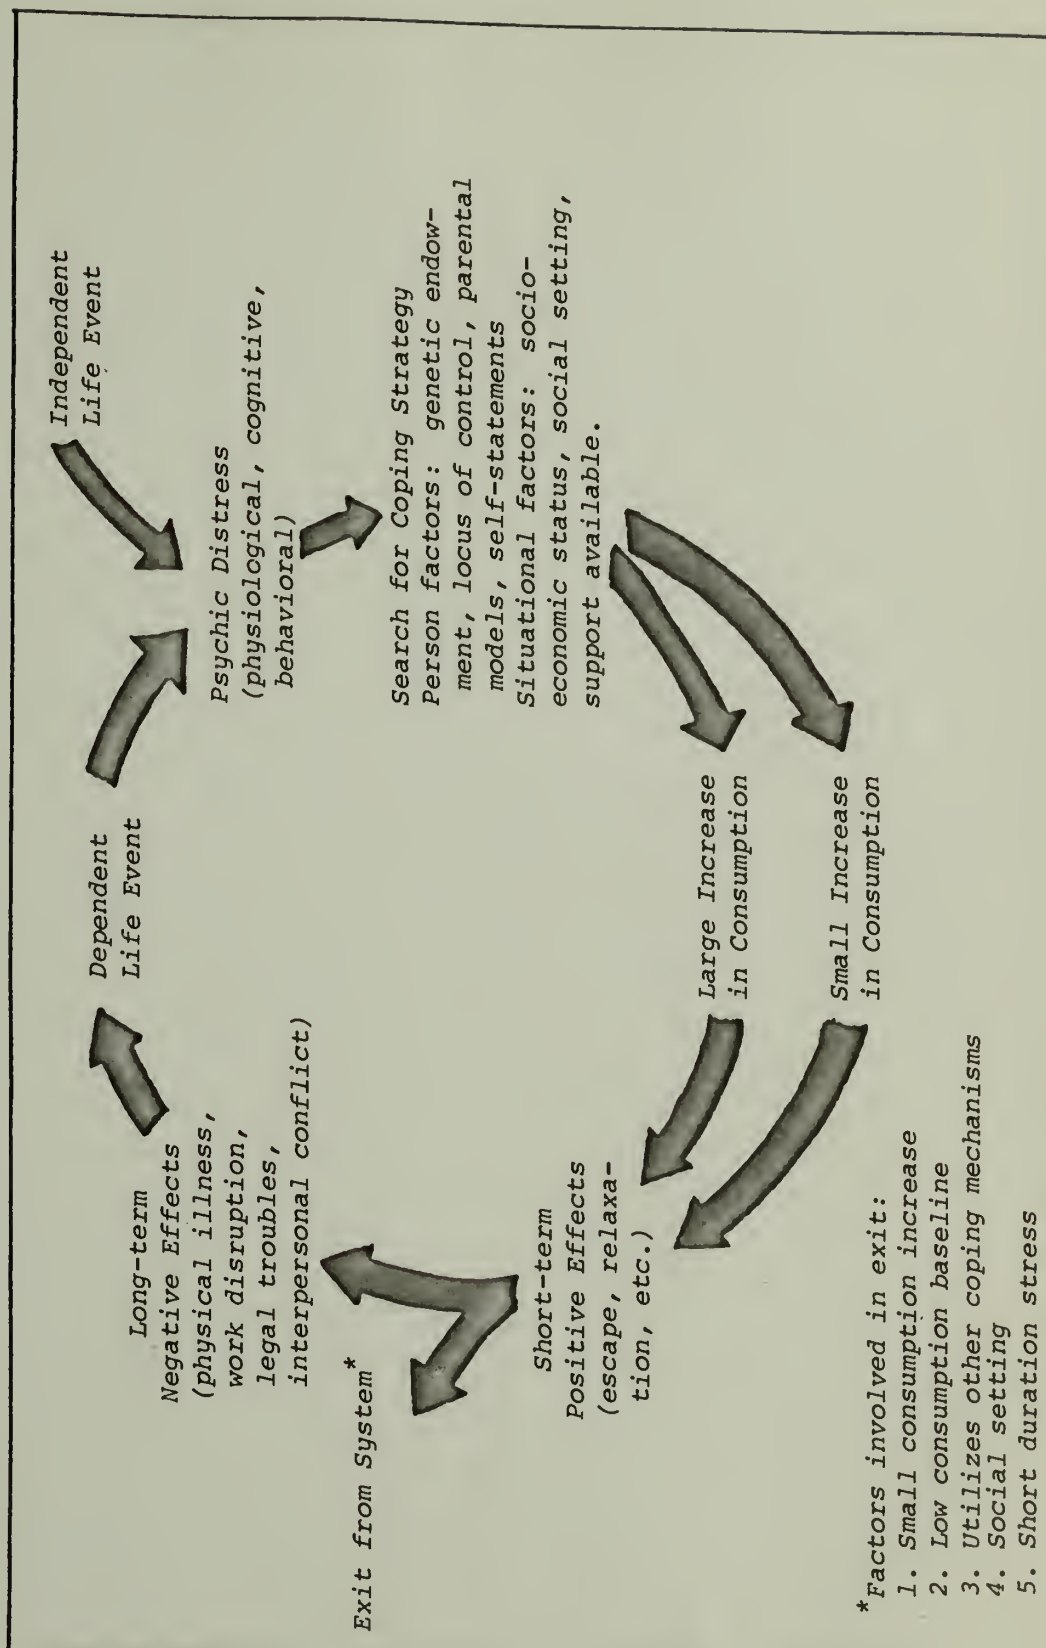 Independent
Life Event
Psychic Distress
(physiological, cognitive,
behavioral)
Search for Coping Strategy
Person factors: genetic endow-
ment, locus of control, parental
models, self-statements
Situational factors: socio-
economic status, social setting,
support available.
Large Increase
in Consumption
Small Increase
in Consumption
Short-term
Positive Effects
(escape, relaxa-
tion, etc.)
Exit from System*
Long-term
Negative Effects
(physical illness,
work disruption,
legal troubles,
interpersonal conflict)
Dependent
Life Event
*Factors involved in exit:
1. Small consumption increase
2. Low consumption baseline
3. Utilizes other coping mechanisms
4. Social setting
5. Short duration stress